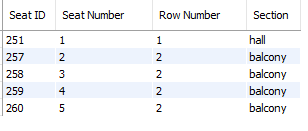 Seat ID Seat Number Row Number Section
251 1 1 hall
257 2 2 balcony
258 3 2 balcony
259 4 2 balcony
260 5 2 balcony